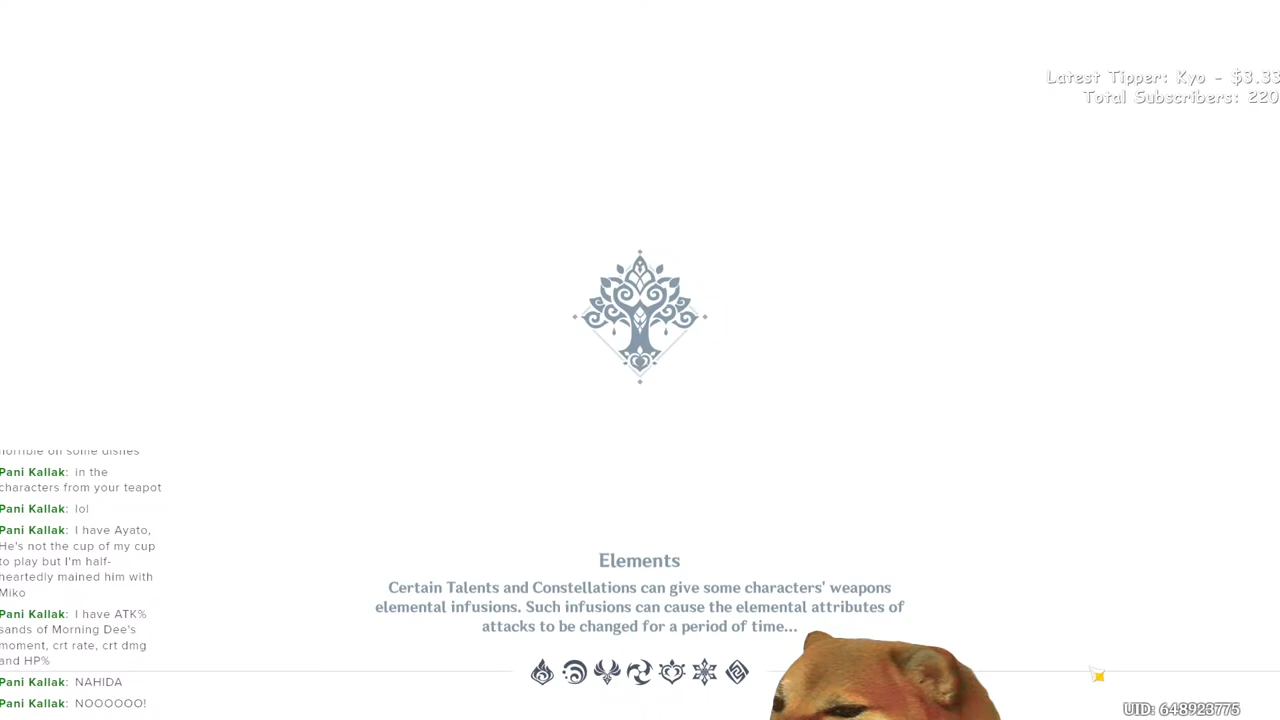 Latest Tipper: Kyo - $3.33
Total Subscribers: 220
horrible on some dishes
Pani Kallak: in the
characters from your teapot
Pani Kallak: lol
Pani Kallak: I have Ayato,
He's not the cup of my cup
to play but I'm half-
heartedly mained him with
Miko
Pani Kallak: I have ATK%
sands of Morning Dee's
moment, crt rate, crt dmg
and HP%
Pani Kallak: NAHIDA
Pani Kallak: NOOOOOO!
Elements
Certain Talents and Constellations can give some characters' weapons
elemental infusions. Such infusions can cause the elemental attributes of
attacks to be changed for a period of time...
UID: 648923775